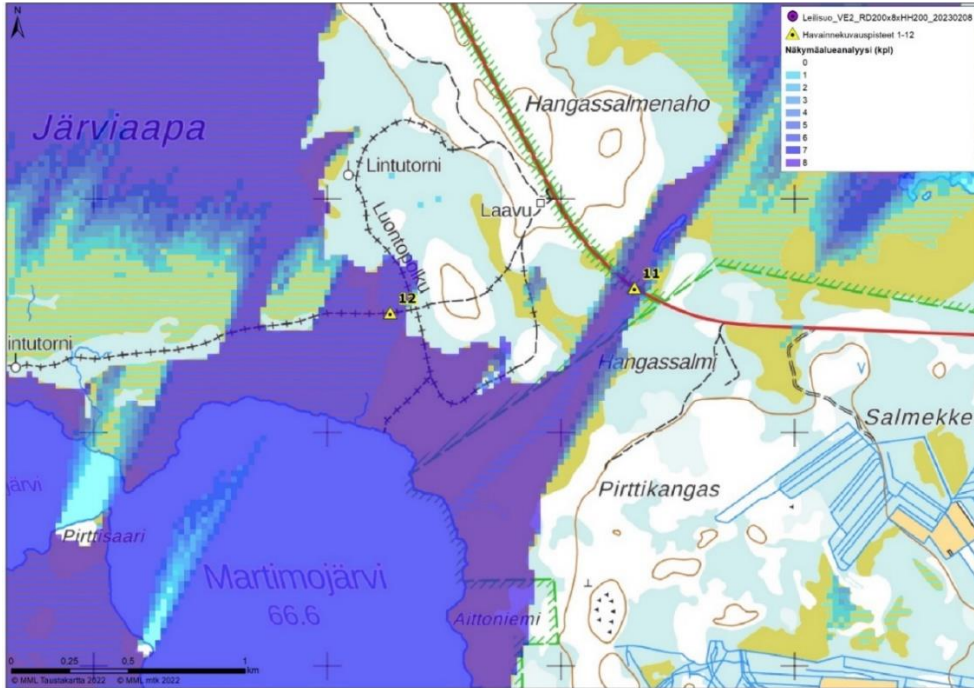 N
Leilisuo_VE2_RD200x8xHH200_20230208
Havainnekuvauspisteet 1-12
Näkymäalueanalyysi (kpl)
0
1
2
3
4
5
6
7
8
Järviaapa
Hangassalmenaho
Lintutorni
Laavu
Luontopolku
11
12
intutorni
Hangassalmi
Salmekke
järvi
Pirttikangas
Pirttisaari
Martimojärvi
66.6
Aittoniemi
0 0,25 0,5 1
km
© MML Taustakartta 2022 © MML mtk 2022